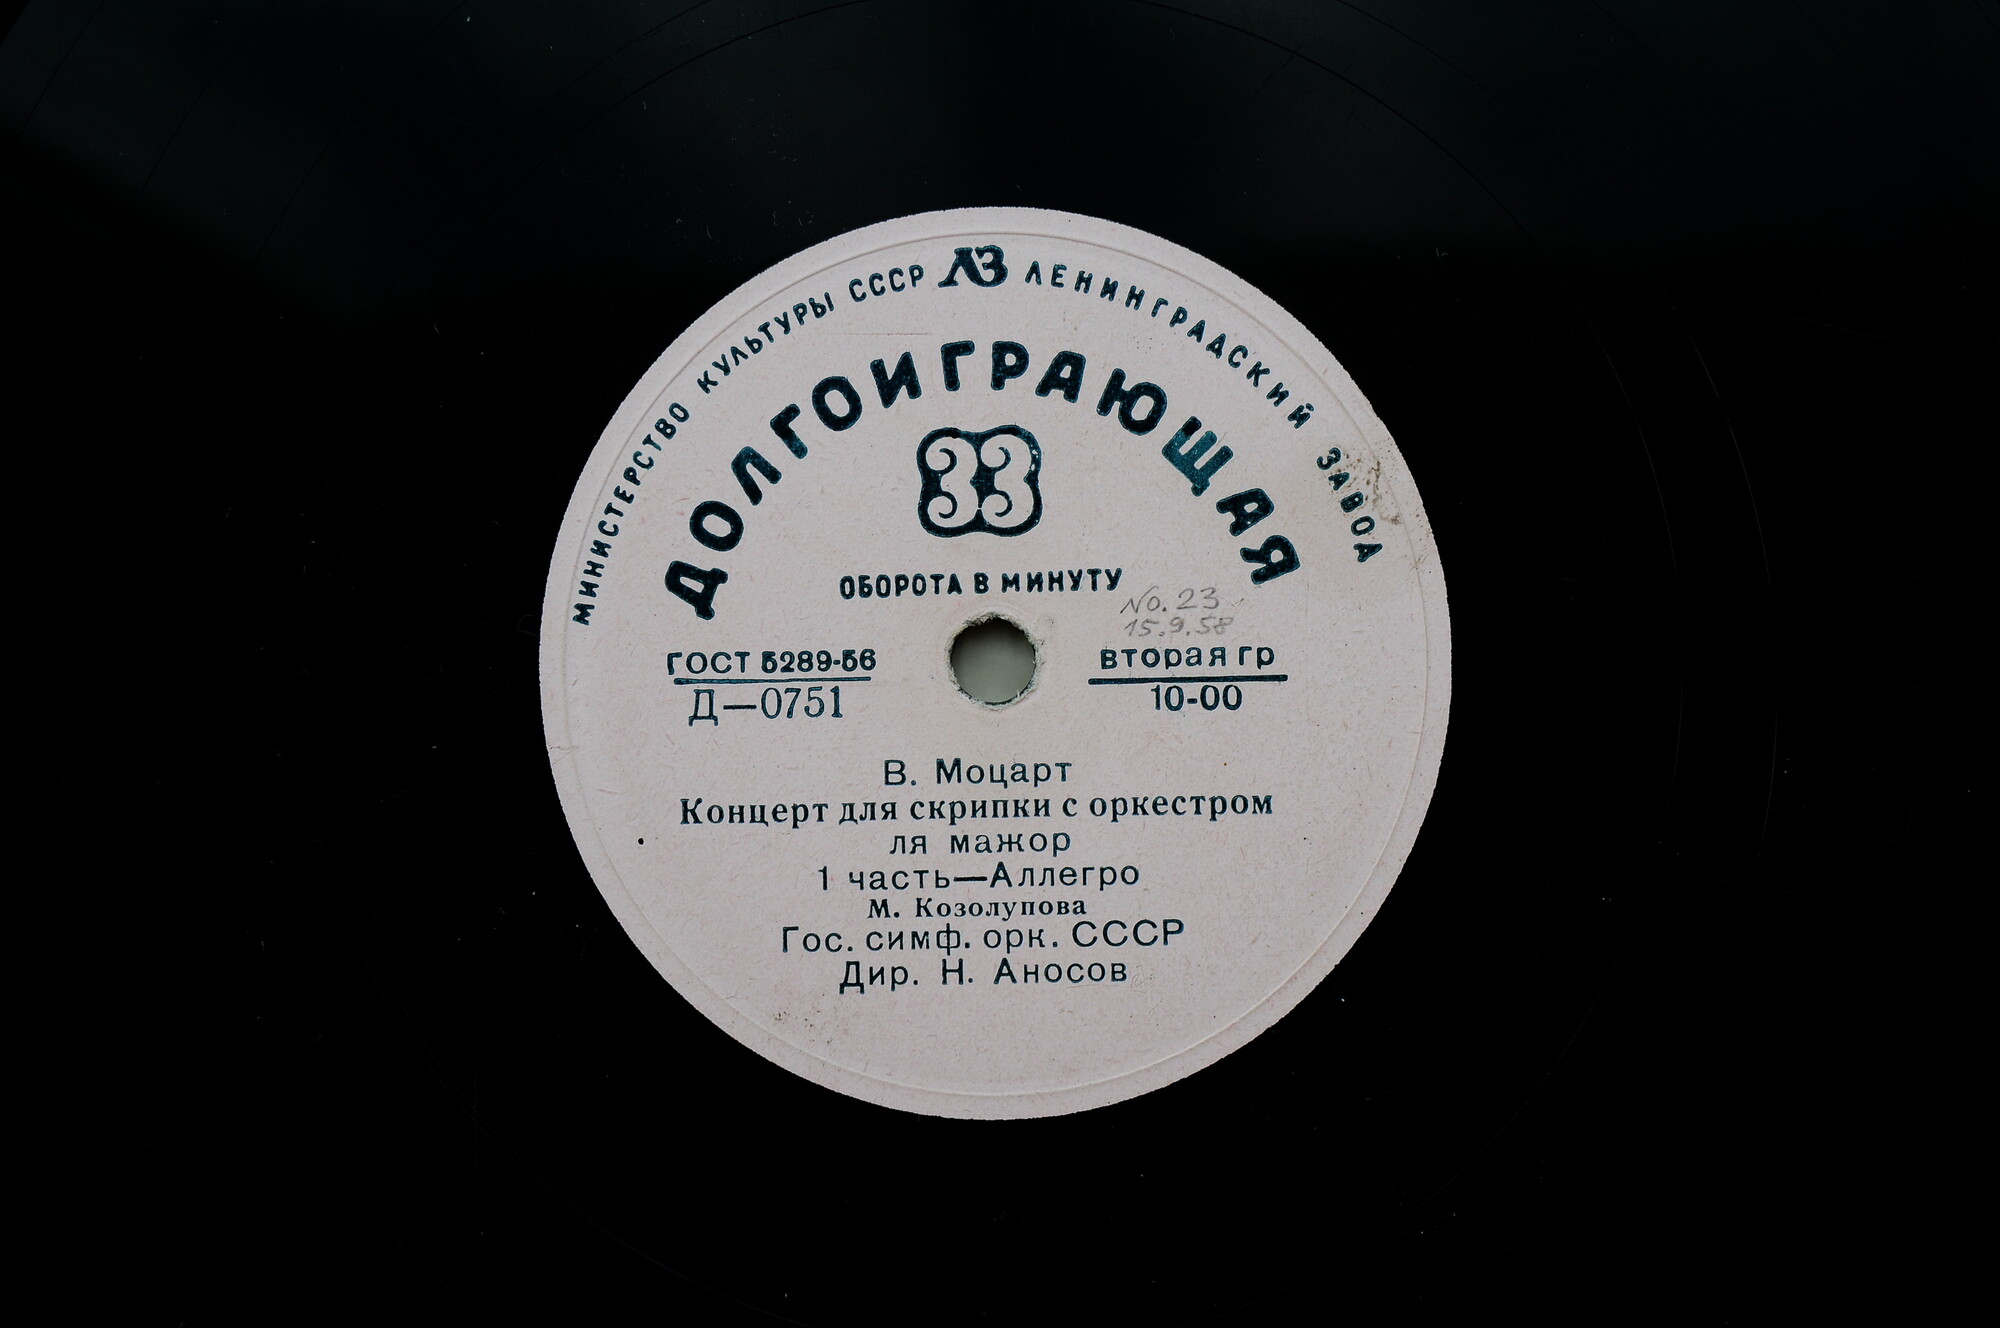 МИНИСТЕРСТВО КУЛЬТУРЫ СССР ЛЗ ЛЕНИНГРАДСКИЙ ЗАВОД
ДОЛГОИГРАЮЩАЯ
33
ОБОРОТА В МИНУТУ
No. 23
15.9.58
ГОСТ 5289-56
Д—0751
вторая гр
10-00
В. Моцарт
Концерт для скрипки с оркестром
ля мажор
1 часть—Аллегро
М. Козолупова
Гос. симф. орк. СССР
Дир. Н. Аносов